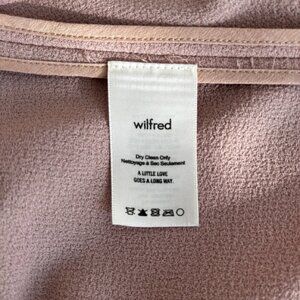 wilfred
Dry Clean Only
Nettoyage à Sec Seulement
A LITTLE LOVE
GOES A LONG WAY.